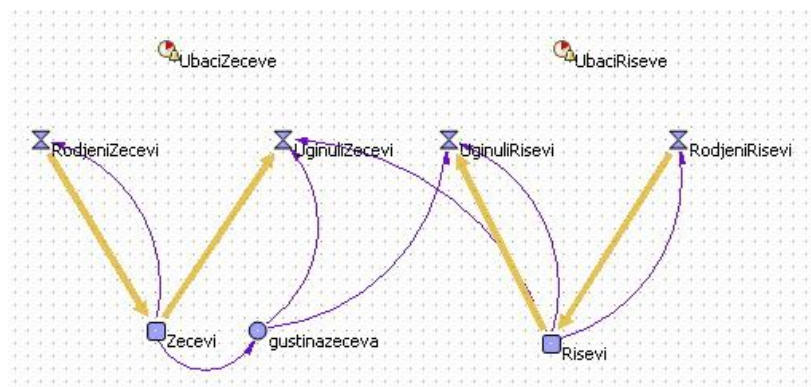 UbaciZeceve
UbaciRiseve
RodjeniZecevi
UginuliZecevi
UginuliRisevi
RodjeniRisevi
Zecevi
gustinazeceva
Risevi